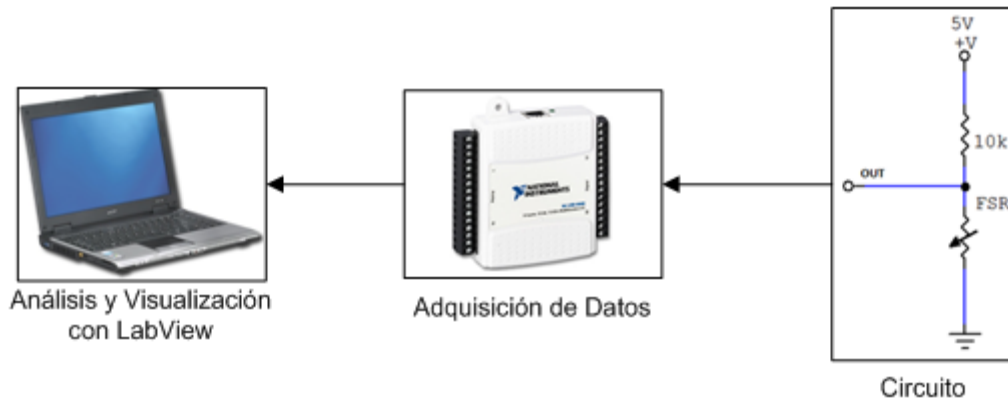 5V
+V
10k
OUT
FSR
NATIONAL
INSTRUMENTS
Análisis y Visualización
con LabView
Adquisición de Datos
Circuito